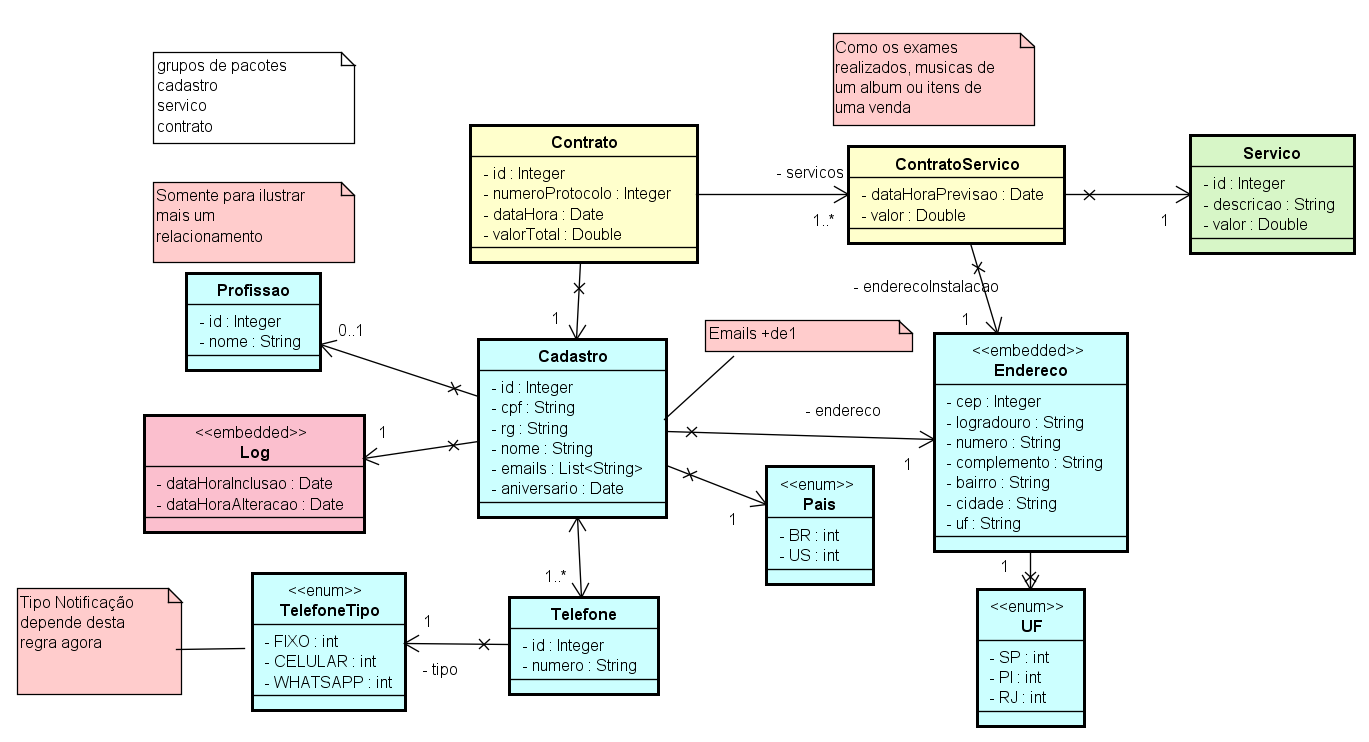 grupos de pacotes
cadastro
servico
contrato
Como os exames
realizados, musicas de
um album ou itens de
uma venda
Somente para ilustrar
mais um
relacionamento
Contrato
- id : Integer
- numeroProtocolo : Integer
- dataHora : Date
- valorTotal : Double
- servicos
1..*
ContratoServico
- dataHoraPrevisao : Date
- valor : Double
1
Servico
- id : Integer
- descricao : String
- valor : Double
Profissao
- id : Integer
- nome : String
0..1
1
- enderecoInstalacao
1
Emails +de1
Cadastro
- id : Integer
- cpf : String
- rg : String
- nome : String
- emails : List<String>
- aniversario : Date
<<embedded>>
Endereco
- cep : Integer
- logradouro : String
- numero : String
- complemento : String
- bairro : String
- cidade : String
- uf : String
- endereco
1
<<embedded>>
Log
- dataHoraInclusao : Date
- dataHoraAlteracao : Date
1
<<enum>>
Pais
- BR : int
- US : int
1
1..*
1
Tipo Notificação
depende desta
regra agora
<<enum>>
TelefoneTipo
- FIXO : int
- CELULAR : int
- WHATSAPP : int
1
- tipo
Telefone
- id : Integer
- numero : String
<<enum>>
UF
- SP : int
- PI : int
- RJ : int